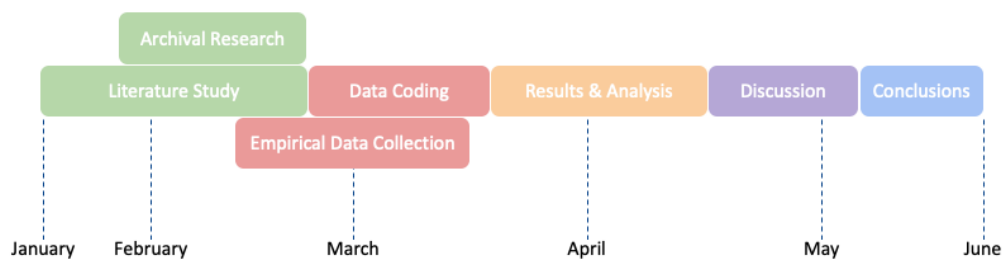 Archival Research
Literature Study
Data Coding
Results & Analysis
Discussion
Conclusions
Empirical Data Collection
January
February
March
April
May
June